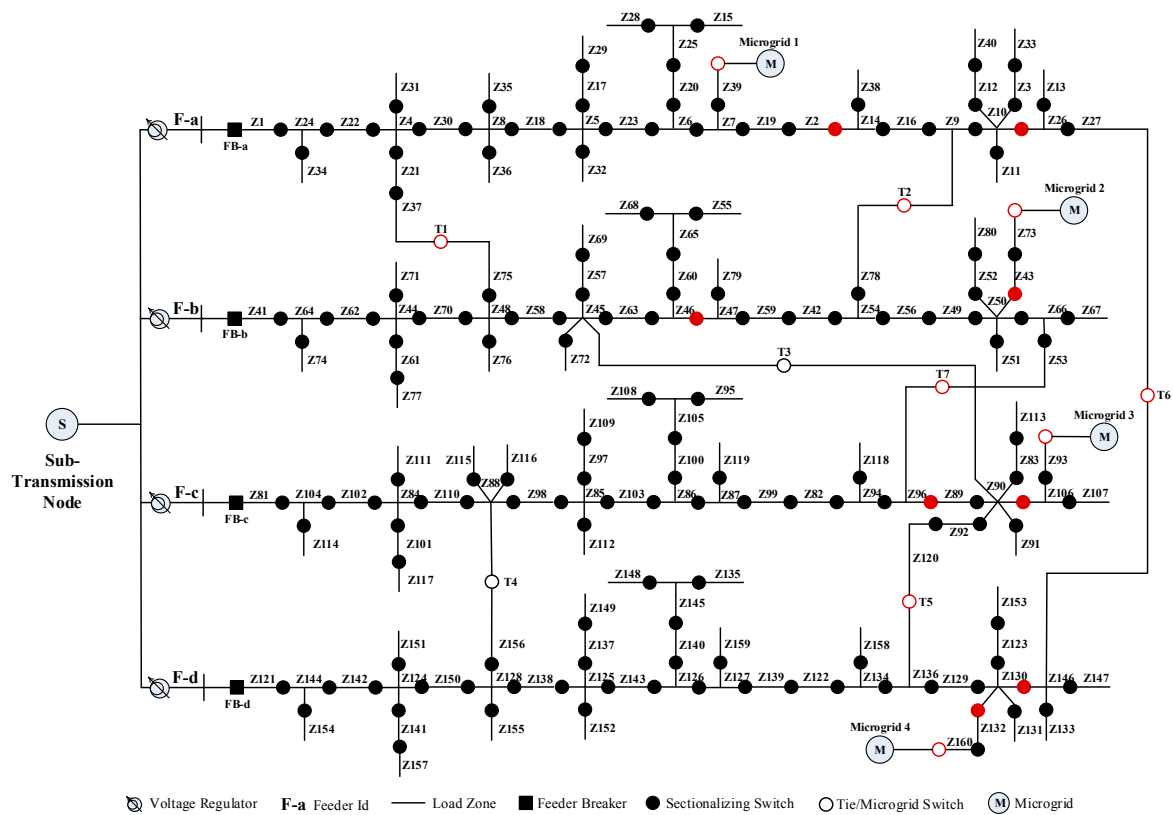 Z28 Z15
Z29 Z25 Microgrid 1 Z40 Z33
M
Z31 Z35 Z17 Z20 Z39 Z38 Z12 Z3 Z13
F-a Z1 Z24 Z22 Z4 Z30 Z8 Z18 Z5 Z23 Z6 Z7 Z19 Z2 Z14 Z16 Z9 Z10 Z26 Z27
FB-a Z34 Z21 Z36 Z32 Z11
Z37 T2 Microgrid 2
M
Z68 Z55
T1 Z69 Z65 Z80 Z73
Z71 Z75 Z57 Z60 Z79 Z78 Z52 Z43
F-b Z41 Z64 Z62 Z44 Z70 Z48 Z58 Z45 Z63 Z46 Z47 Z59 Z42 Z54 Z56 Z49 Z50 Z66 Z67
FB-b Z74 Z61 Z76 Z72 Z51 Z53
Z77 T3
T7
T6
Z108 Z95
S Z109 Z105 Z113 Microgrid 3
M
Sub-
Transmission
Node
Z111 Z115 Z116 Z97 Z100 Z119 Z118 Z83 Z93
F-c Z81 Z104 Z102 Z84 Z110 Z88 Z98 Z85 Z103 Z86 Z87 Z99 Z82 Z94 Z96 Z89 Z90 Z106 Z107
FB-c Z114 Z101 Z112 Z92 Z91
Z117 Z120
T4 Z148 Z135 T5
Z149 Z145 Z153
Z151 Z156 Z137 Z140 Z159 Z158 Z123
F-d Z121 Z144 Z142 Z124 Z150 Z128 Z138 Z125 Z143 Z126 Z127 Z139 Z122 Z134 Z136 Z129 Z130 Z146 Z147
FB-d Z154 Z141 Z155 Z152 Z132 Z131 Z133
Z157 Microgrid 4 M Z160
Voltage Regulator F-a Feeder Id Load Zone Feeder Breaker Sectionalizing Switch Tie/Microgrid Switch M Microgrid